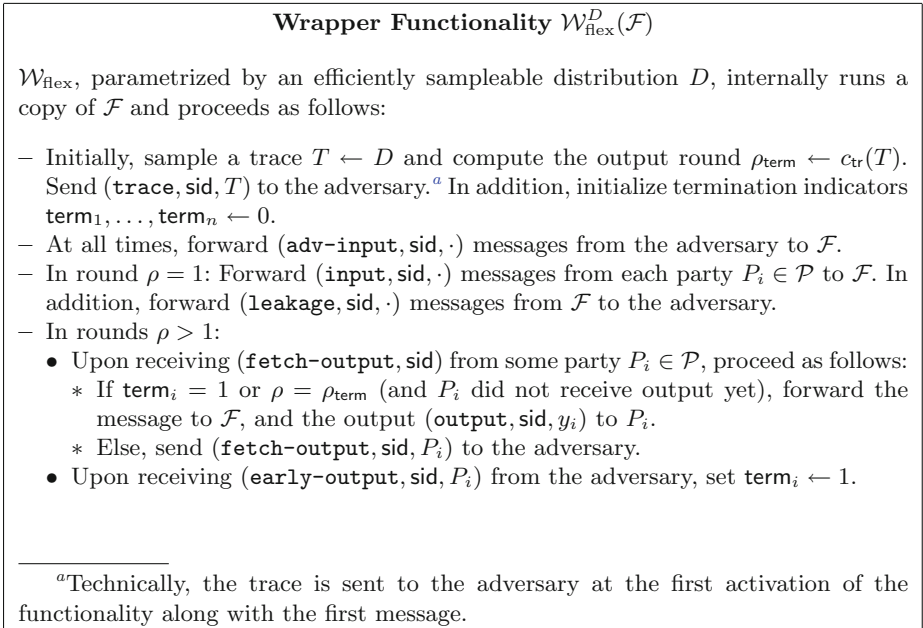 Wrapper Functionality 𝒲_flex^D(ℱ)
𝒲_flex, parametrized by an efficiently sampleable distribution D, internally runs a
copy of ℱ and proceeds as follows:
– Initially, sample a trace T ← D and compute the output round ρ_term ← c_tr(T).
Send (trace, sid, T) to the adversary.^a In addition, initialize termination indicators
term_1, . . . , term_n ← 0.
– At all times, forward (adv-input, sid, ·) messages from the adversary to ℱ.
– In round ρ = 1: Forward (input, sid, ·) messages from each party P_i ∈ 𝒫 to ℱ. In
addition, forward (leakage, sid, ·) messages from ℱ to the adversary.
– In rounds ρ > 1:
• Upon receiving (fetch-output, sid) from some party P_i ∈ 𝒫, proceed as follows:
∗ If term_i = 1 or ρ = ρ_term (and P_i did not receive output yet), forward the
message to ℱ, and the output (output, sid, y_i) to P_i.
∗ Else, send (fetch-output, sid, P_i) to the adversary.
• Upon receiving (early-output, sid, P_i) from the adversary, set term_i ← 1.
^aTechnically, the trace is sent to the adversary at the first activation of the
functionality along with the first message.